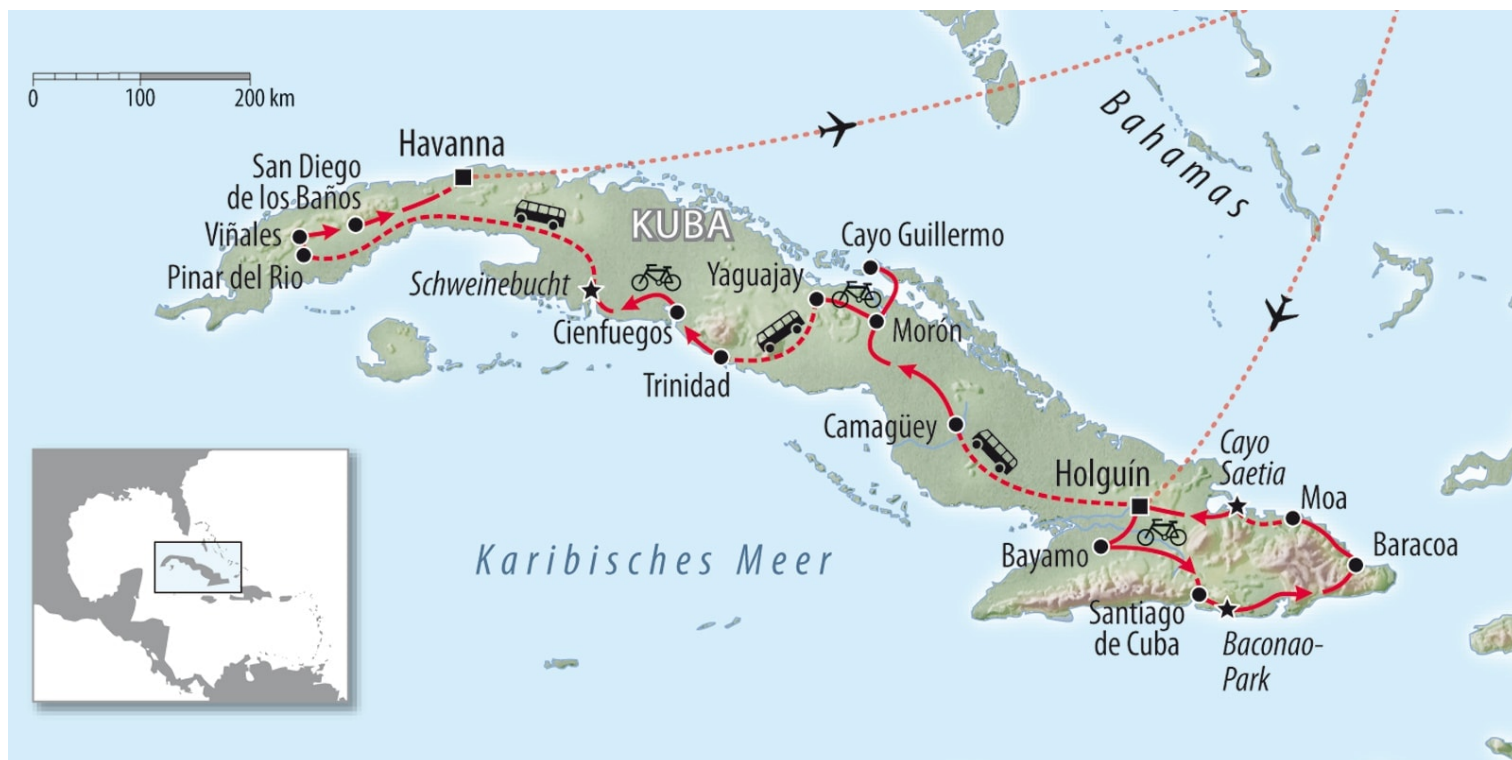 0 100 200 km
Havanna
San Diego
de los Baños
Viñales
Pinar del Rio
KUBA
Schweinebucht
Cienfuegos
Trinidad
Yaguajay
Cayo Guillermo
Morón
Camagüey
Bahamas
Holguín
Cayo
Saetia
Moa
Baracoa
Bayamo
Santiago
de Cuba
Baconao-
Park
Karibisches Meer